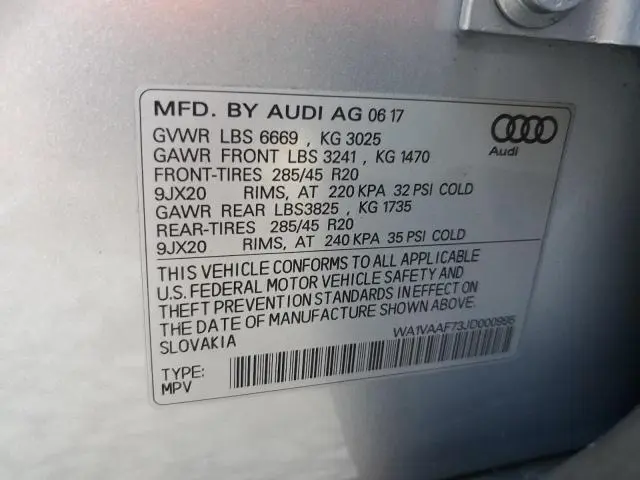 MFD. BY AUDI AG 06 17
GVWR LBS 6669 , KG 3025
GAWR FRONT LBS 3241 , KG 1470
FRONT-TIRES 285/45 R20
9JX20 RIMS, AT 220 KPA 32 PSI COLD
GAWR REAR LBS3825 , KG 1735
REAR-TIRES 285/45 R20
9JX20 RIMS, AT 240 KPA 35 PSI COLD
Audi
THIS VEHICLE CONFORMS TO ALL APPLICABLE
U.S. FEDERAL MOTOR VEHICLE SAFETY AND
THEFT PREVENTION STANDARDS IN EFFECT ON
THE DATE OF MANUFACTURE SHOWN ABOVE.
SLOVAKIA
WA1VAAF73JD000995
TYPE:
MPV